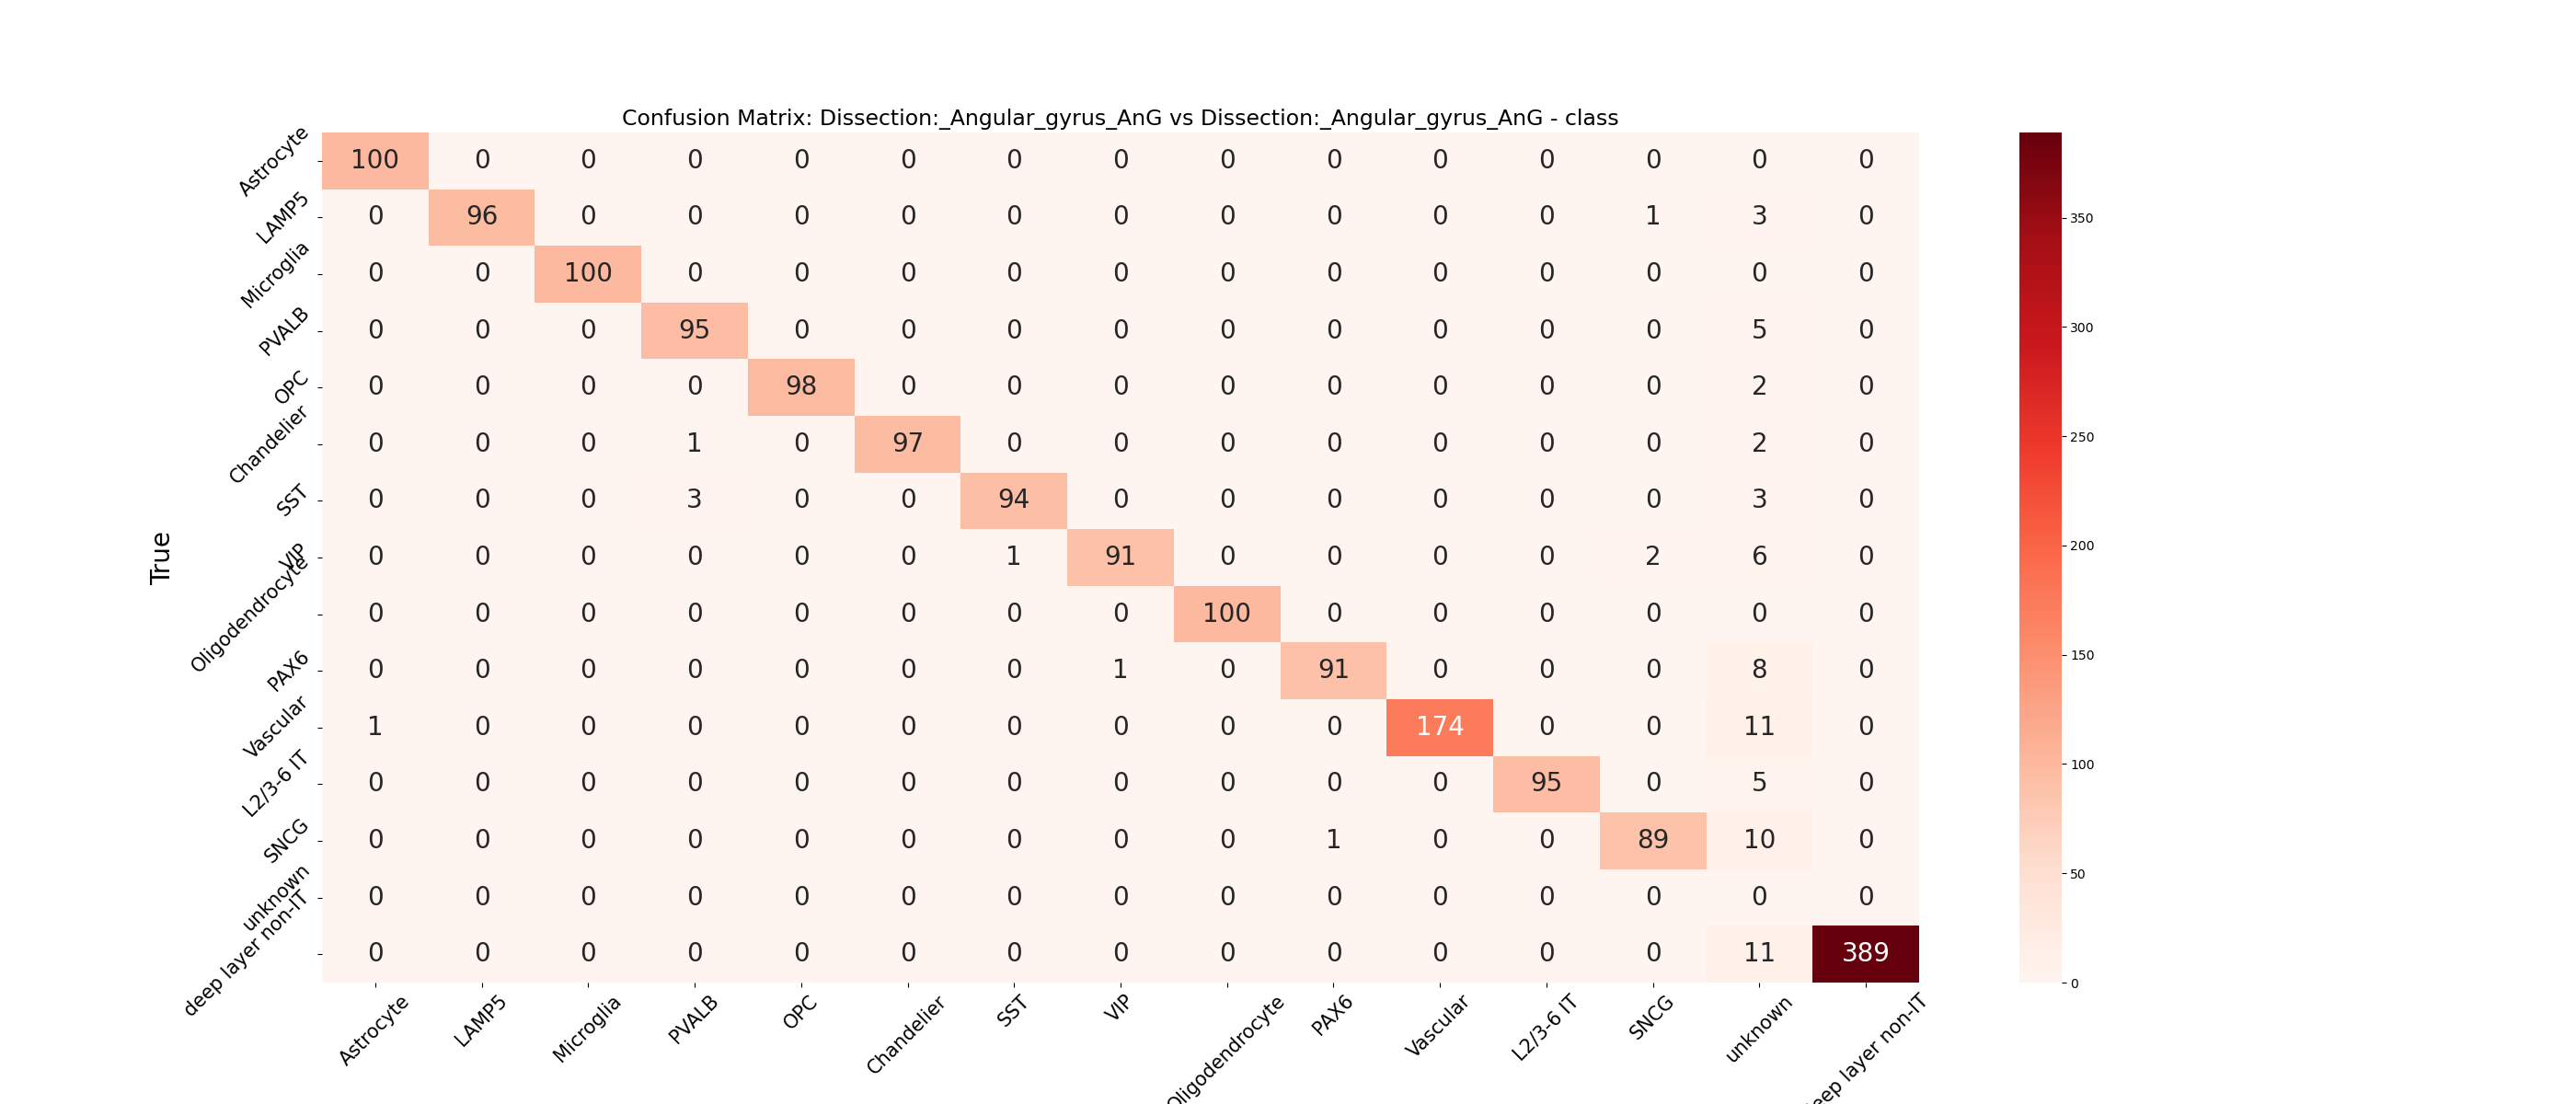 Confusion Matrix: Dissection:_Angular_gyrus_AnG vs Dissection:_Angular_gyrus_AnG - class
True
Astrocyte 100 0 0 0 0 0 0 0 0 0 0 0 0 0 0
LAMP5 0 96 0 0 0 0 0 0 0 0 0 0 1 3 0
Microglia 0 0 100 0 0 0 0 0 0 0 0 0 0 0 0
PVALB 0 0 0 95 0 0 0 0 0 0 0 0 0 5 0
OPC 0 0 0 0 98 0 0 0 0 0 0 0 0 2 0
Chandelier 0 0 0 1 0 97 0 0 0 0 0 0 0 2 0
SST 0 0 0 3 0 0 94 0 0 0 0 0 0 3 0
VIP 0 0 0 0 0 0 1 91 0 0 0 0 2 6 0
Oligodendrocyte 0 0 0 0 0 0 0 0 100 0 0 0 0 0 0
PAX6 0 0 0 0 0 0 0 1 0 91 0 0 0 8 0
Vascular 1 0 0 0 0 0 0 0 0 0 174 0 0 11 0
L2/3-6 IT 0 0 0 0 0 0 0 0 0 0 0 95 0 5 0
SNCG 0 0 0 0 0 0 0 0 0 1 0 0 89 10 0
unknown 0 0 0 0 0 0 0 0 0 0 0 0 0 0 0
deep layer non-IT 0 0 0 0 0 0 0 0 0 0 0 0 0 11 389
Astrocyte LAMP5 Microglia PVALB OPC Chandelier SST VIP Oligodendrocyte PAX6 Vascular L2/3-6 IT SNCG unknown layer non-IT
350
300
250
200
150
100
50
0